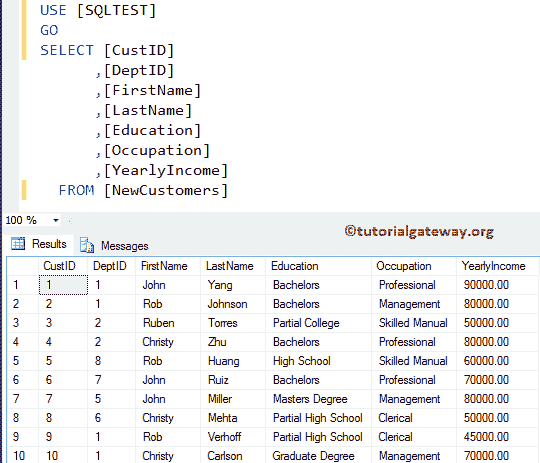 USE [SQLTEST]
GO
SELECT [CustID]
,[DeptID]
,[FirstName]
,[LastName]
,[Education]
,[Occupation]
,[YearlyIncome]
FROM [NewCustomers]
100 %
©tutorialgateway.org
Results Messages
CustID DeptID FirstName LastName Education Occupation YearlyIncome
1 1 1 John Yang Bachelors Professional 90000.00
2 2 1 Rob Johnson Bachelors Management 80000.00
3 3 2 Ruben Torres Partial College Skilled Manual 50000.00
4 4 2 Christy Zhu Bachelors Professional 80000.00
5 5 8 Rob Huang High School Skilled Manual 60000.00
6 6 7 John Ruiz Bachelors Professional 70000.00
7 7 5 John Miller Masters Degree Management 80000.00
8 8 6 Christy Mehta Partial High School Clerical 50000.00
9 9 1 Rob Verhoff Partial High School Clerical 45000.00
10 10 1 Christy Carlson Graduate Degree Management 70000.00